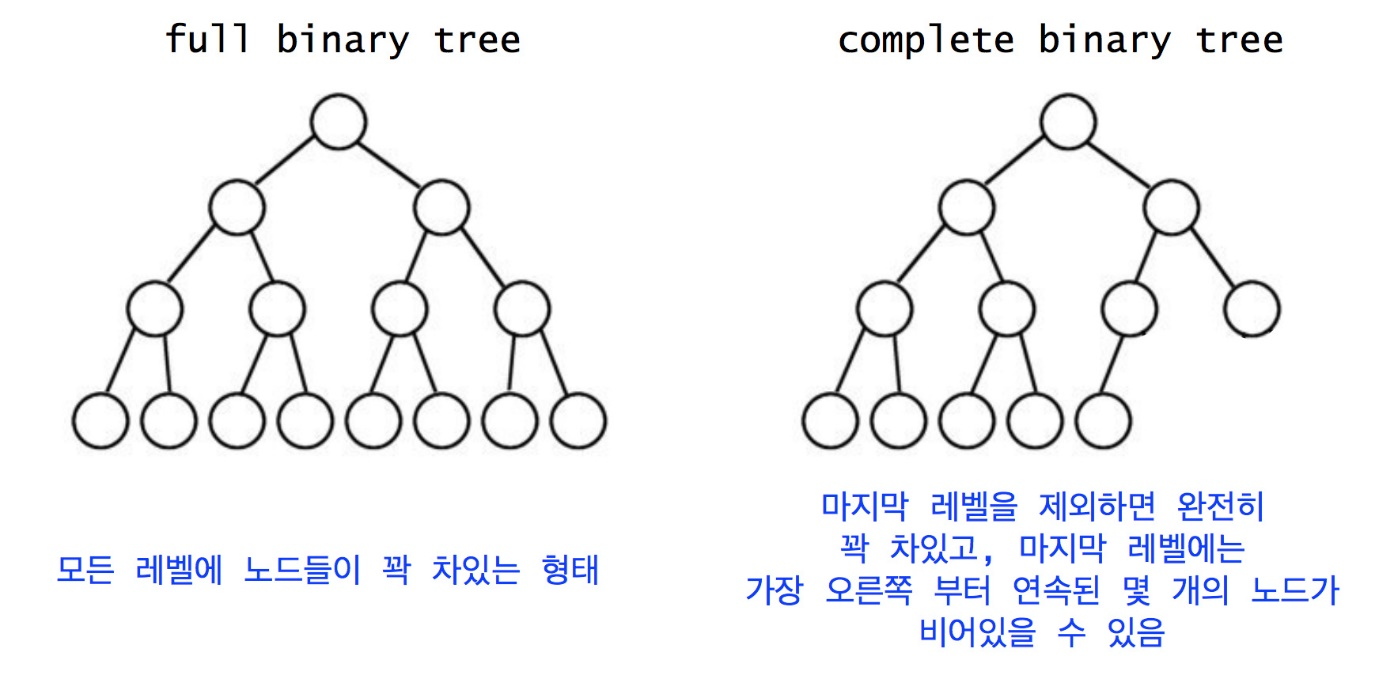 full binary tree
complete binary tree
모든 레벨에 노드들이 꽉 차있는 형태
마지막 레벨을 제외하면 완전히
꽉 차있고, 마지막 레벨에는
가장 오른쪽 부터 연속된 몇 개의 노드가
비어있을 수 있음